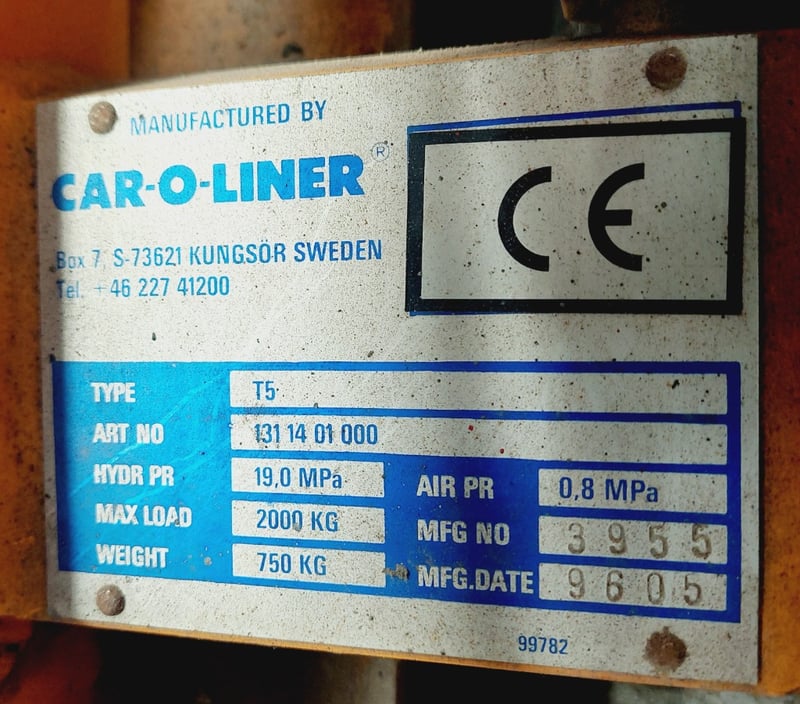 MANUFACTURED BY
CAR-O-LINER®
Box 7, S-73621 KUNGSÖR SWEDEN
Tel. +46 227 41200
CE
TYPE T5
ART NO 131 14 01 000
HYDR PR 19,0 MPa AIR PR 0,8 MPa
MAX LOAD 2000 KG MFG NO 3955
WEIGHT 750 KG MFG.DATE 9605
99782